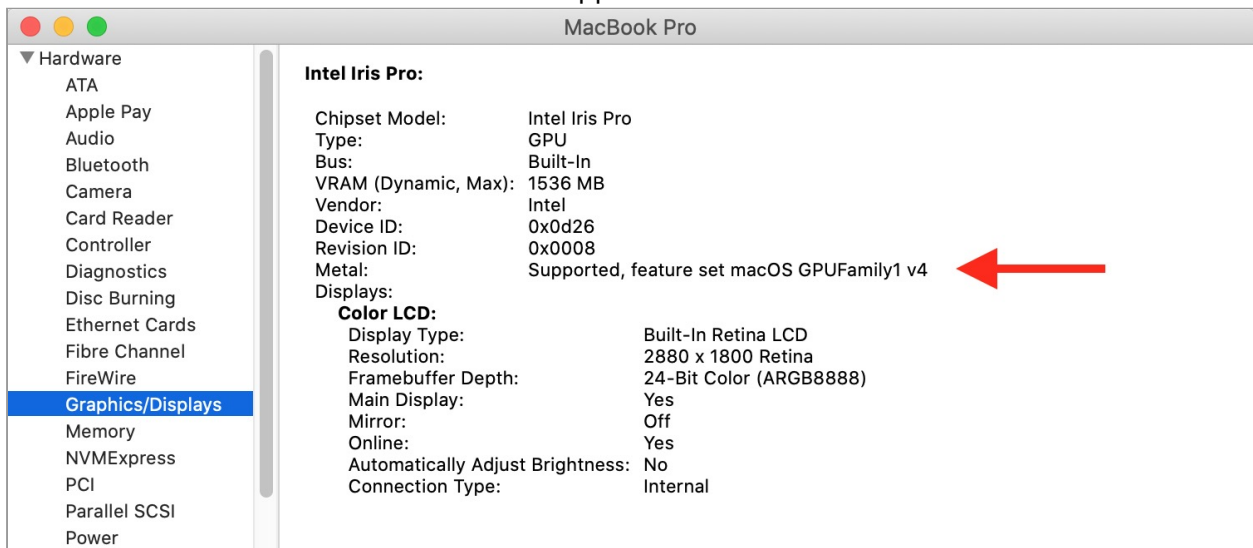 MacBook Pro
▼ Hardware
ATA
Apple Pay
Audio
Bluetooth
Camera
Card Reader
Controller
Diagnostics
Disc Burning
Ethernet Cards
Fibre Channel
FireWire
Graphics/Displays
Memory
NVMExpress
PCI
Parallel SCSI
Power
Intel Iris Pro:
Chipset Model: Intel Iris Pro
Type: GPU
Bus: Built-In
VRAM (Dynamic, Max): 1536 MB
Vendor: Intel
Device ID: 0x0d26
Revision ID: 0x0008
Metal: Supported, feature set macOS GPUFamily1 v4
Displays:
Color LCD:
Display Type: Built-In Retina LCD
Resolution: 2880 x 1800 Retina
Framebuffer Depth: 24-Bit Color (ARGB8888)
Main Display: Yes
Mirror: Off
Online: Yes
Automatically Adjust Brightness: No
Connection Type: Internal